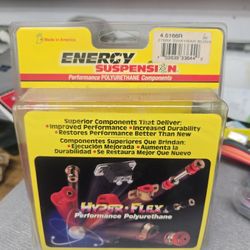 Made in America
ENERGY
SUSPENSION
Performance POLYURETHANE Components
4.5166R
Superior Components That Deliver:
• Improved Performance • Increased Durability
• Restores Performance Better Than New
Componentes Superiores Que Brindan:
• Ejecución Mejorada • Aumenta la
Durabilidad • Se Restaura Mejor Que Nuevo
HYPER•FLEX
Performance Polyurethane